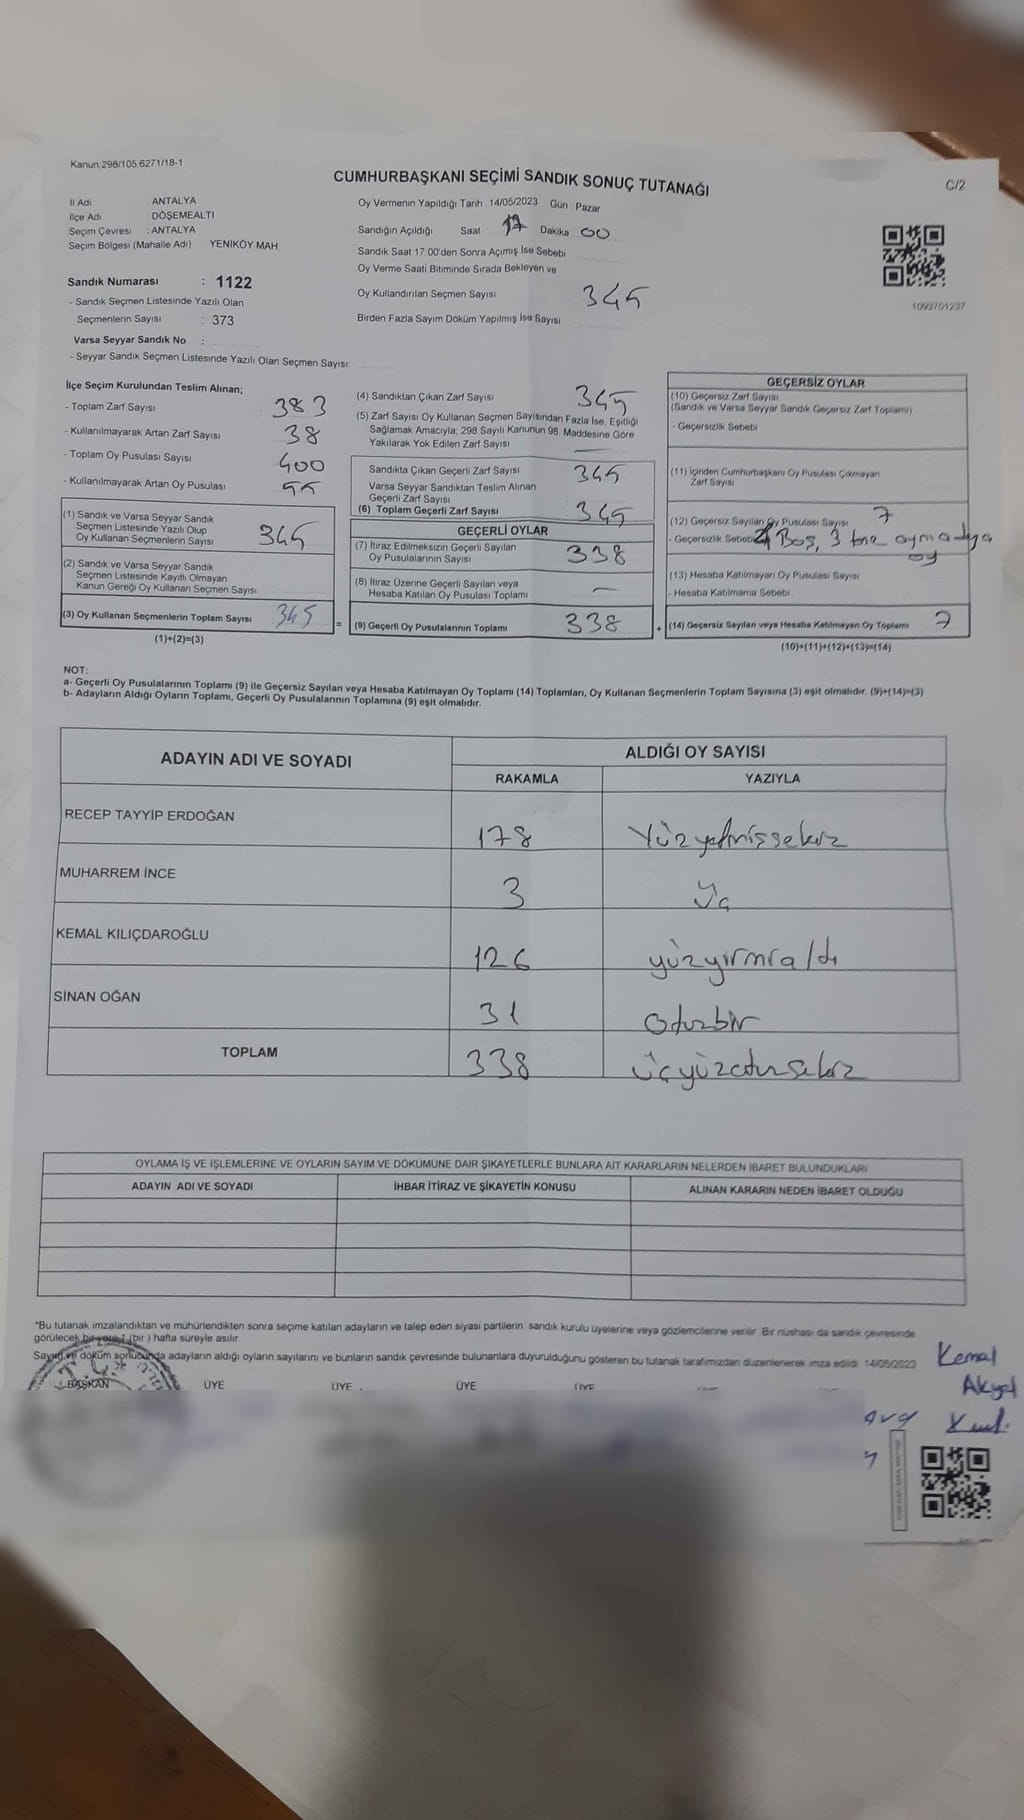 Kanun 298/105 6271/18-1
CUMHURBAŞKANI SEÇİMİ SANDIK SONUÇ TUTANAĞI
C/2
İl Adı ANTALYA
İlçe Adı DÖŞEMEALTI
Seçim Çevresi : ANTALYA
Seçim Bölgesi (Mahalle Adı) YENİKÖY MAH
Oy Vermenin Yapıldığı Tarih 14/05/2023 Gün Pazar
Sandığın Açıldığı Saat 17 Dakika 00
Sandık Saat 17.00'den Sonra Açımış İse Sebebi
Oy Verme Saati Bitiminde Sırada Bekleyen ve
Oy Kullandırılan Seçmen Sayısı 345
Birden Fazla Sayım Döküm Yapılmış İse Sayısı
1093701237
Sandık Numarası : 1122
- Sandık Seçmen Listesinde Yazılı Olan
Seçmenlerin Sayısı : 373
Varsa Seyyar Sandık No :
- Seyyar Sandık Seçmen Listesinde Yazılı Olan Seçmen Sayısı
İlçe Seçim Kurulundan Teslim Alınan;
- Toplam Zarf Sayısı 383
- Kullanılmayarak Artan Zarf Sayısı 38
- Toplam Oy Pusulası Sayısı 400
- Kullanılmayarak Artan Oy Pusulası 55
(1) Sandık ve Varsa Seyyar Sandık
Seçmen Listesinde Yazılı Olup
Oy Kullanan Seçmenlerin Sayısı 345
(2) Sandık ve Varsa Seyyar Sandık
Seçmen Listesinde Kayıtlı Olmayan
Kanun Gereği Oy Kullanan Seçmen Sayısı
(3) Oy Kullanan Seçmenlerin Toplam Sayısı 345 =
(1)+(2)=(3)
(4) Sandıktan Çıkan Zarf Sayısı 345
(5) Zarf Sayısı Oy Kullanan Seçmen Sayısından Fazla İse, Eşitliği
Sağlamak Amacıyla; 298 Sayılı Kanunun 98. Maddesine Göre
Yakılarak Yok Edilen Zarf Sayısı —
Sandıkta Çıkan Geçerli Zarf Sayısı 345
Varsa Seyyar Sandıktan Teslim Alınan
Geçerli Zarf Sayısı
(6) Toplam Geçerli Zarf Sayısı 345
GEÇERLİ OYLAR
(7) İtiraz Edilmeksizin Geçerli Sayılan
Oy Pusulalarının Sayısı 338
(8) İtiraz Üzerine Geçerli Sayılan veya
Hesaba Katılan Oy Pusulası Toplamı —
(9) Geçerli Oy Pusulalarının Toplamı 338 +
GEÇERSİZ OYLAR
(10) Geçersiz Zarf Sayısı
(Sandık ve Varsa Seyyar Sandık Geçersiz Zarf Toplamı)
- Geçersizlik Sebebi
(11) İçinden Cumhurbaşkanı Oy Pusulası Çıkmayan
Zarf Sayısı
(12) Geçersiz Sayılan Oy Pusulası Sayısı 7
- Geçersizlik Sebebi 4 Boş, 3 oy
(13) Hesaba Katılmayan Oy Pusulası Sayısı
- Hesaba Katılmama Sebebi
(14) Geçersiz Sayılan veya Hesaba Katılmayan Oy Toplamı 7
(10)+(11)+(12)+(13)=(14)
NOT:
a- Geçerli Oy Pusulalarının Toplamı (9) ile Geçersiz Sayılan veya Hesaba Katılmayan Oy Toplamı (14) Toplamları, Oy Kullanan Seçmenlerin Toplam Sayısına (3) eşit olmalıdır. (9)+(14)=(3)
b- Adayların Aldığı Oyların Toplamı, Geçerli Oy Pusulalarının Toplamına (9) eşit olmalıdır.
ADAYIN ADI VE SOYADI
ALDIĞI OY SAYISI
RAKAMLA YAZIYLA
RECEP TAYYİP ERDOĞAN 178 Yüzyetmişsekiz
MUHARREM İNCE 3 Üç
KEMAL KILIÇDAROĞLU 126 yüzyirmialtı
SİNAN OĞAN 31 Otuzbir
TOPLAM 338 üçyüzotuzsekiz
OYLAMA İŞ VE İŞLEMLERİNE VE OYLARIN SAYIM VE DÖKÜMÜNE DAİR ŞİKAYETLERLE BUNLARA AİT KARARLARIN NELERDEN İBARET BULUNDUKLARI
ADAYIN ADI VE SOYADI İHBAR İTİRAZ VE ŞİKAYETİN KONUSU ALINAN KARARIN NEDEN İBARET OLDUĞU
*Bu tutanak imzalandıktan ve mühürlendikten sonra seçime katılan adayların ve talep eden siyasi partilerin sandık kurulu üyelerine veya gözlemcilerine verilir. Bir nüshası da sandık çevresinde
görülecek bir yere 1 (bir) hafta süreyle asılır
Sayım ve döküm sonucunda adayların aldığı oyların sayılarını ve bunların sandık çevresinde bulunanlara duyurulduğunu gösteren bu tutanak tarafımızdan düzenlenerek imza edildi. 14/05/2023
BAŞKAN ÜYE ÜYE ÜYE ÜYE
Kemal
Akyol